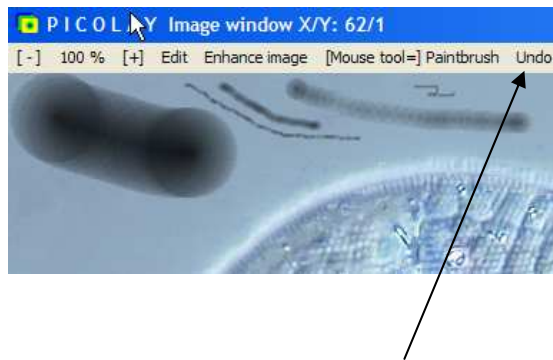 PICOLAY Image window X/Y: 62/1
[-] 100 % [+] Edit Enhance image [Mouse tool=] Paintbrush Undo